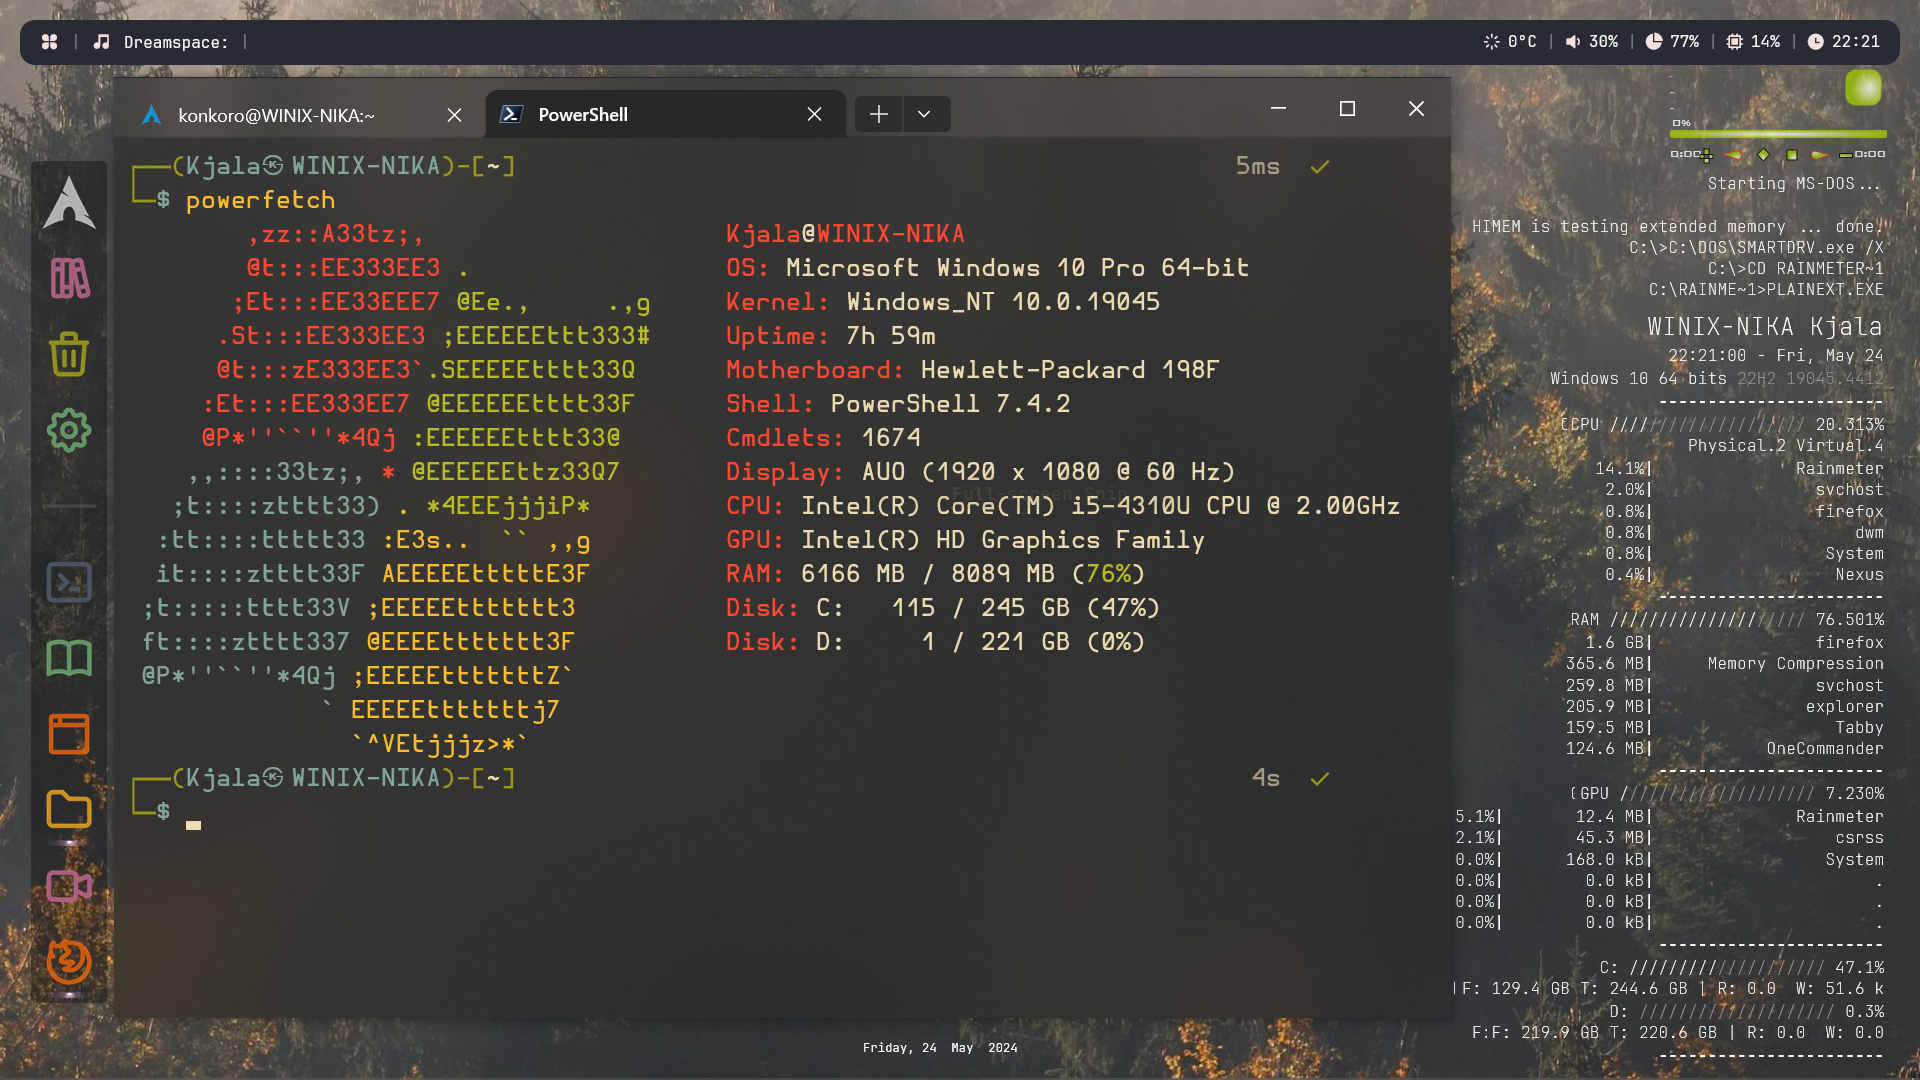 Dreamspace:
0°C | 30% | 77% | 14% | 22:21
konkoro@WINIX-NIKA:~
PowerShell
(Kjala㉿WINIX-NIKA)-[~] 5ms ✓
$ powerfetch
,zz::A33tz;,
@t:::EE333EE3 .
;Et:::EE33EEE7 @Ee., .,g
.St:::EE333EE3 ;EEEEEEttt333#
@t:::zE333EE3`.SEEEEEtttt33Q
:Et:::EE333EE7 @EEEEEEtttt33F
@P*''``''*4Qj :EEEEEEtttt33@
,,::::33tz;, * @EEEEEEttz33Q7
;t::::ztttt33) . *4EEEjjjiP*
:tt::::ttttt33 :E3s.. `` ,,g
it::::ztttt33F AEEEEEtttttE3F
;t:::::tttt33V ;EEEEEttttttt3
ft::::ztttt337 @EEEEttttttt3F
@P*''``''*4Qj ;EEEEEtttttttZ`
` EEEEEtttttttj7
`^VEtjjjz>*`
Kjala@WINIX-NIKA
OS: Microsoft Windows 10 Pro 64-bit
Kernel: Windows_NT 10.0.19045
Uptime: 7h 59m
Motherboard: Hewlett-Packard 198F
Shell: PowerShell 7.4.2
Cmdlets: 1674
Display: AUO (1920 x 1080 @ 60 Hz)
CPU: Intel(R) Core(TM) i5-4310U CPU @ 2.00GHz
GPU: Intel(R) HD Graphics Family
RAM: 6166 MB / 8089 MB (76%)
Disk: C: 115 / 245 GB (47%)
Disk: D: 1 / 221 GB (0%)
(Kjala㉿WINIX-NIKA)-[~] 4s ✓
$
0%
0:00 0:00
Starting MS-DOS...
HIMEM is testing extended memory ... done.
C:\>C:\DOS\SMARTDRV.exe /X
C:\>CD RAINMETER~1
C:\RAINME~1>PLAINEXT.EXE
WINIX-NIKA Kjala
22:21:00 - Fri, May 24
Windows 10 64 bits 22H2 19045.4412
-----------------------
CPU //////////////////// 20.313%
Physical.2 Virtual.4
14.1%| Rainmeter
2.0%| svchost
0.8%| firefox
0.8%| dwm
0.8%| System
0.4%| Nexus
-----------------------
RAM //////////////////// 76.501%
1.6 GB| firefox
365.6 MB| Memory Compression
259.8 MB| svchost
205.9 MB| explorer
159.5 MB| Tabby
124.6 MB| OneCommander
-----------------------
GPU //////////////////// 7.230%
5.1%| 12.4 MB| Rainmeter
2.1%| 45.3 MB| csrss
0.0%| 168.0 kB| System
0.0%| 0.0 kB| .
0.0%| 0.0 kB| .
0.0%| 0.0 kB| .
-----------------------
C: //////////////////// 47.1%
F: 129.4 GB T: 244.6 GB | R: 0.0 W: 51.6 k
D: //////////////////// 0.3%
F:F: 219.9 GB T: 220.6 GB | R: 0.0 W: 0.0
-----------------------
Friday, 24 May 2024